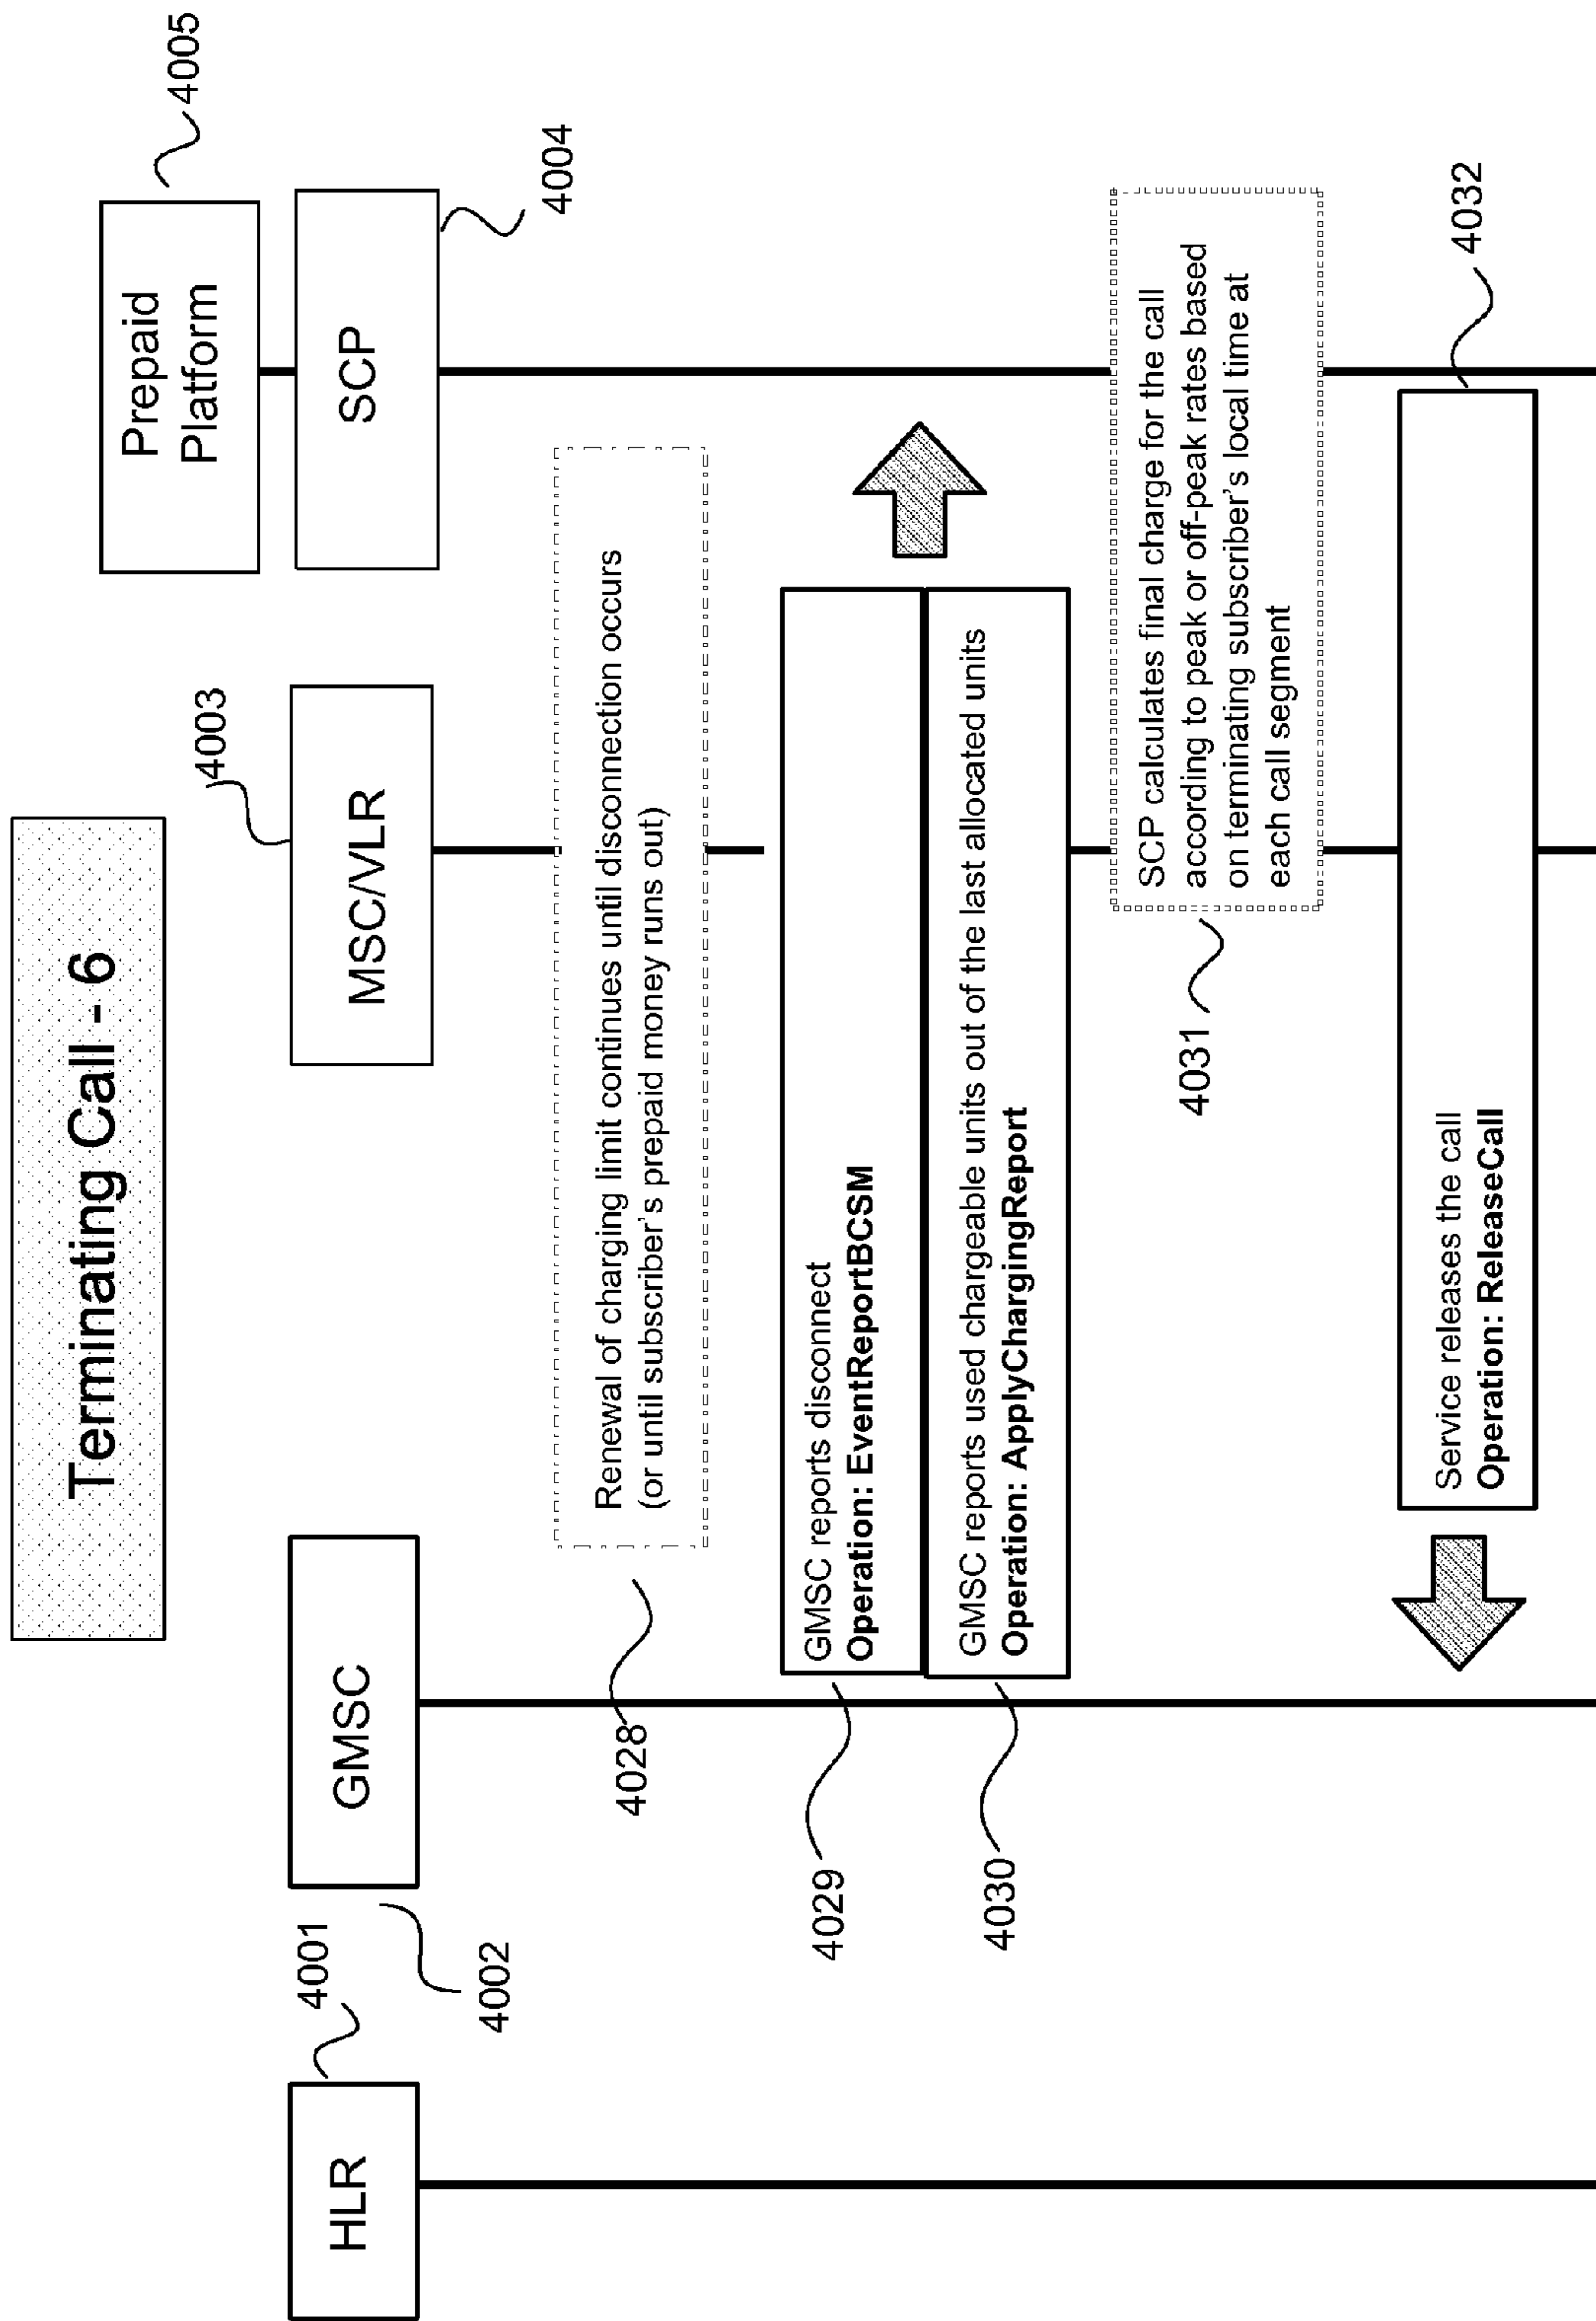 Terminating Call - 6
HLR
4001
GMSC
4002
MSC/VLR
4003
Prepaid
Platform
4005
SCP
4004
Renewal of charging limit continues until disconnection occurs
(or until subscriber's prepaid money runs out)
4028
GMSC reports disconnect
Operation: EventReportBCSM
4029
GMSC reports used chargeable units out of the last allocated units
Operation: ApplyChargingReport
4030
SCP calculates final charge for the call
according to peak or off-peak rates based
on terminating subscriber's local time at
each call segment
4031
Service releases the call
Operation: ReleaseCall
4032